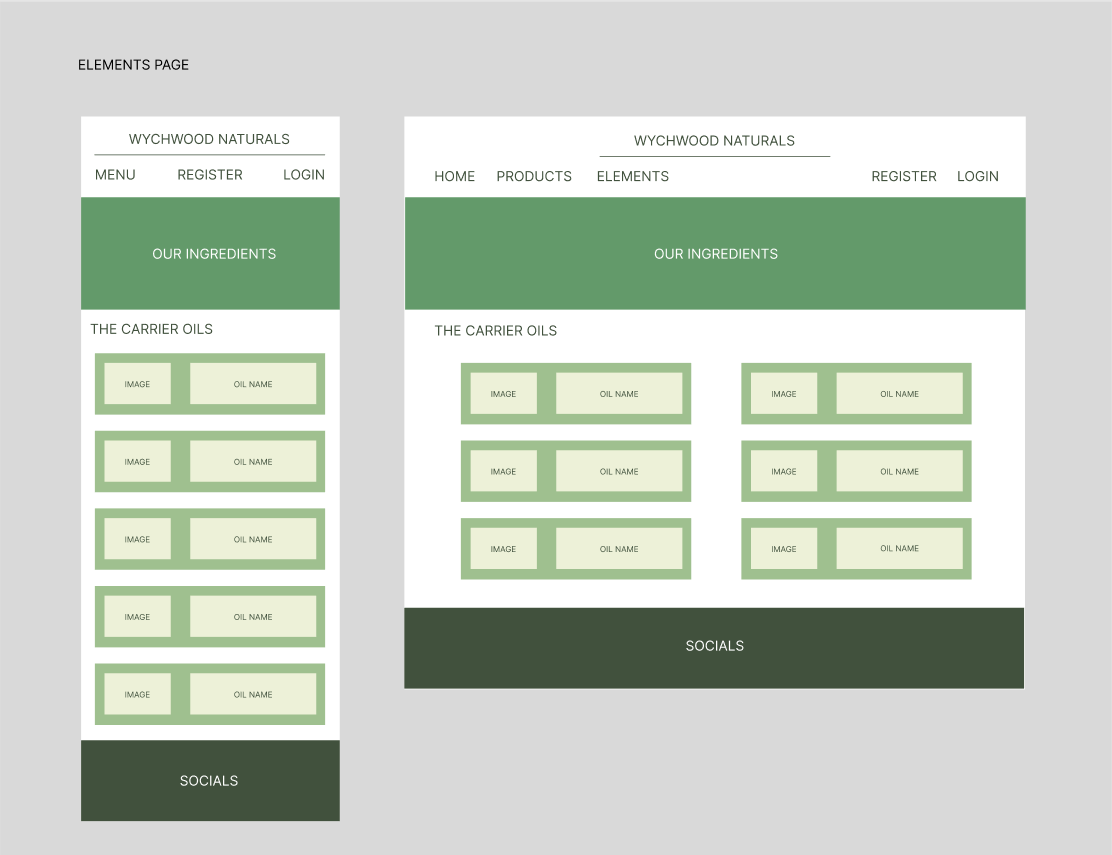 ELEMENTS PAGE
WYCHWOOD NATURALS
MENU REGISTER LOGIN
OUR INGREDIENTS
THE CARRIER OILS
IMAGE OIL NAME
IMAGE OIL NAME
IMAGE OIL NAME
IMAGE OIL NAME
IMAGE OIL NAME
SOCIALS
WYCHWOOD NATURALS
HOME PRODUCTS ELEMENTS REGISTER LOGIN
OUR INGREDIENTS
THE CARRIER OILS
IMAGE OIL NAME IMAGE OIL NAME
IMAGE OIL NAME IMAGE OIL NAME
IMAGE OIL NAME IMAGE OIL NAME
SOCIALS